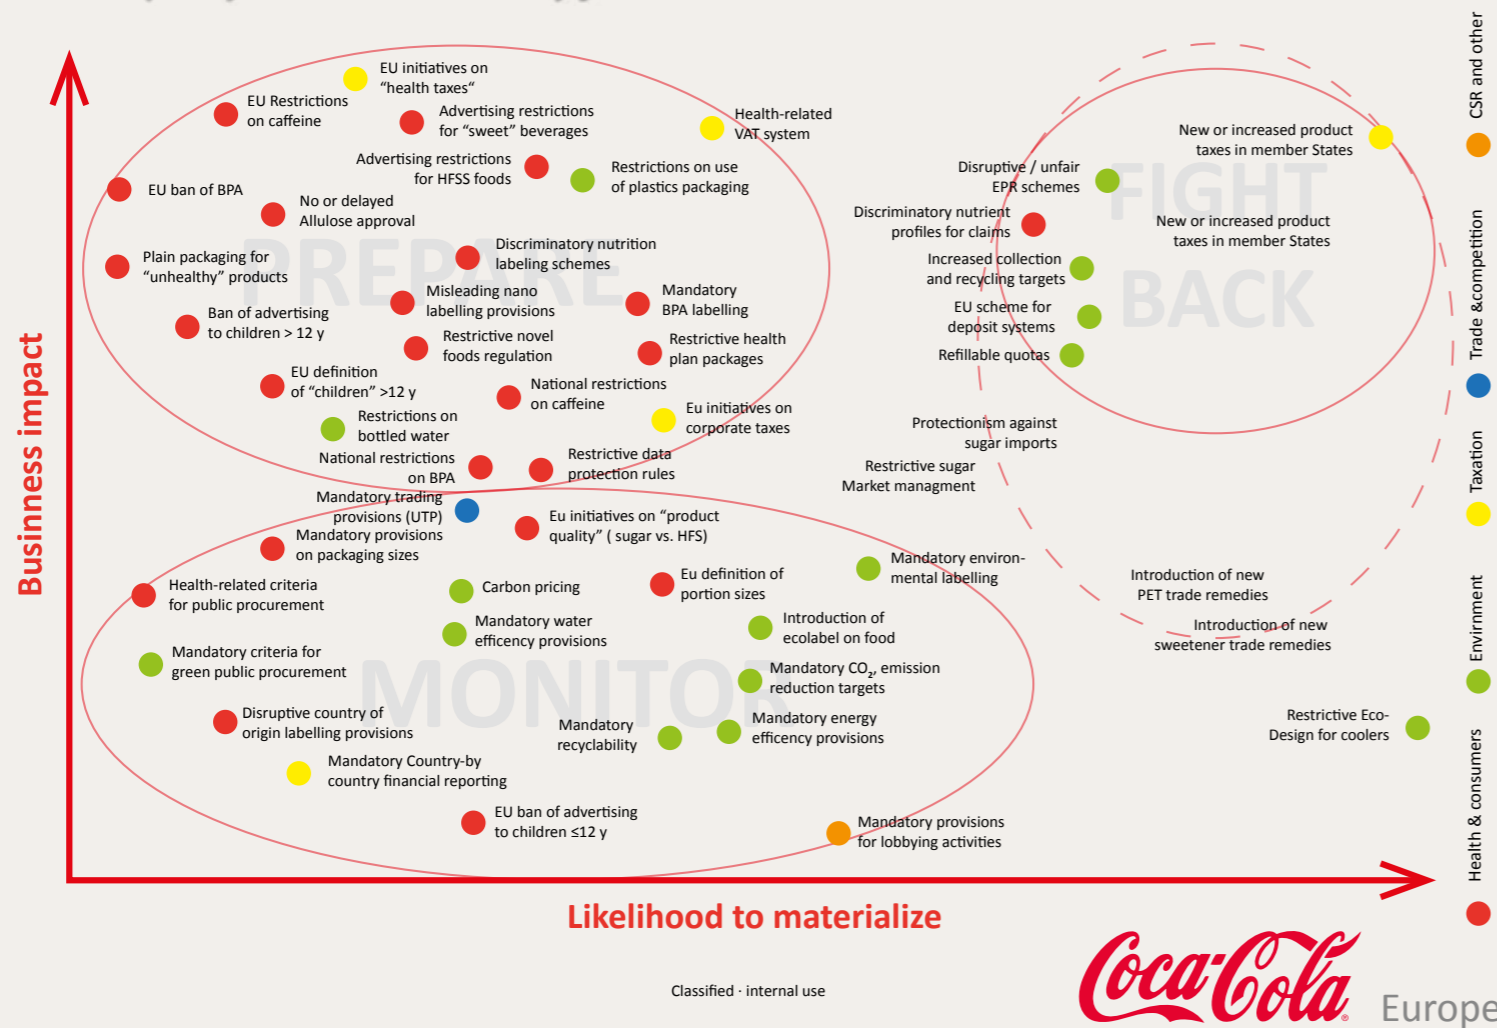 EU initiatives on
“health taxes“
EU Restrictions
on caffeine
Advertising restrictions
for “sweet” beverages
Health-related
VAT system
Advertising restrictions
for HFSS foods
Restrictions on use
of plastics packaging
EU ban of BPA
No or delayed
Allulose approval
PREPARE
Plain packaging for
“unhealthy” products
Discriminatory nutrition
labeling schemes
Misleading nano
labelling provisions
Mandatory
BPA labelling
Ban of advertising
to children > 12 y
Restrictive novel
foods regulation
Restrictive health
plan packages
EU definition
of “children” >12 y
National restrictions
on caffeine
Restrictions on
bottled water
Eu initiatives on
corporate taxes
National restrictions
on BPA
Restrictive data
protection rules
New or increased product
taxes in member States
Disruptive / unfair
EPR schemes
FIGHT
BACK
Discriminatory nutrient
profiles for claims
New or increased product
taxes in member States
Increased collection
and recycling targets
EU scheme for
deposit systems
Refillable quotas
Protectionism against
sugar imports
Restrictive sugar
Market managment
Introduction of new
PET trade remedies
Introduction of new
sweetener trade remedies
Restrictive Eco-
Design for coolers
Mandatory trading
provisions (UTP)
Eu initiatives on “product
quality” ( sugar vs. HFS)
Mandatory provisions
on packaging sizes
Mandatory environ-
mental labelling
Health-related criteria
for public procurement
Carbon pricing
Eu definition of
portion sizes
Mandatory water
efficency provisions
Introduction of
ecolabel on food
Mandatory criteria for
green public procurement
MONITOR
Mandatory CO₂, emission
reduction targets
Disruptive country of
origin labelling provisions
Mandatory
recyclability
Mandatory energy
efficency provisions
Mandatory Country-by
country financial reporting
EU ban of advertising
to children ≤12 y
Mandatory provisions
for lobbying activities
Businness impact
Likelihood to materialize
CSR and other
Trade &competition
Taxation
Envirnment
Health & consumers
Classified · internal use
Coca-Cola
Europe